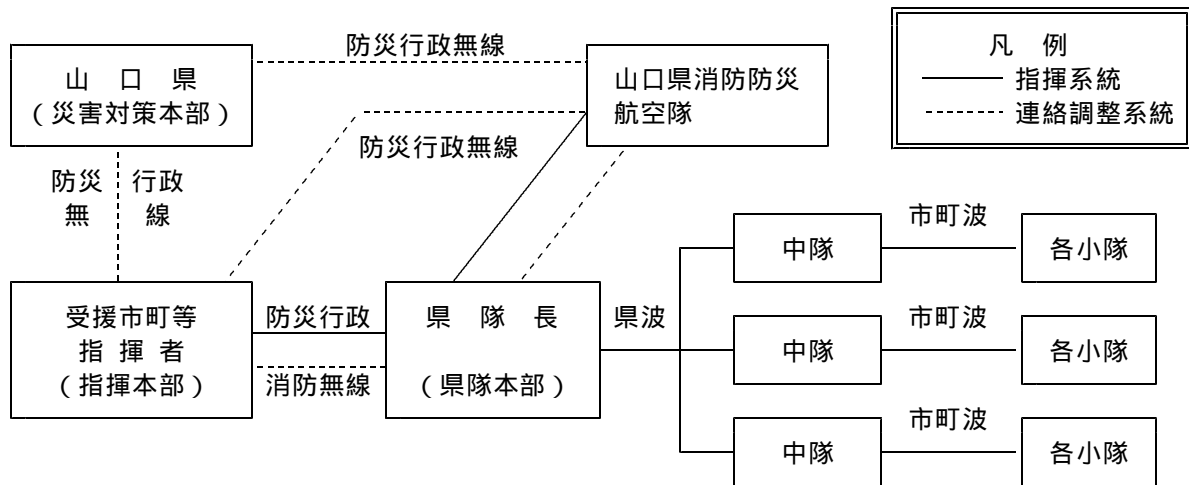 防災行政無線
凡 例
指揮系統
連絡調整系統
山 口 県
(災害対策本部)
山口県消防防災
航空隊
防災行政無線
防災 行政
無 線
市町波
中隊
各小隊
受援市町等
指 揮 者
(指揮本部)
防災行政
消防無線
県 隊 長
(県隊本部)
県波
市町波
中隊
各小隊
市町波
中隊
各小隊